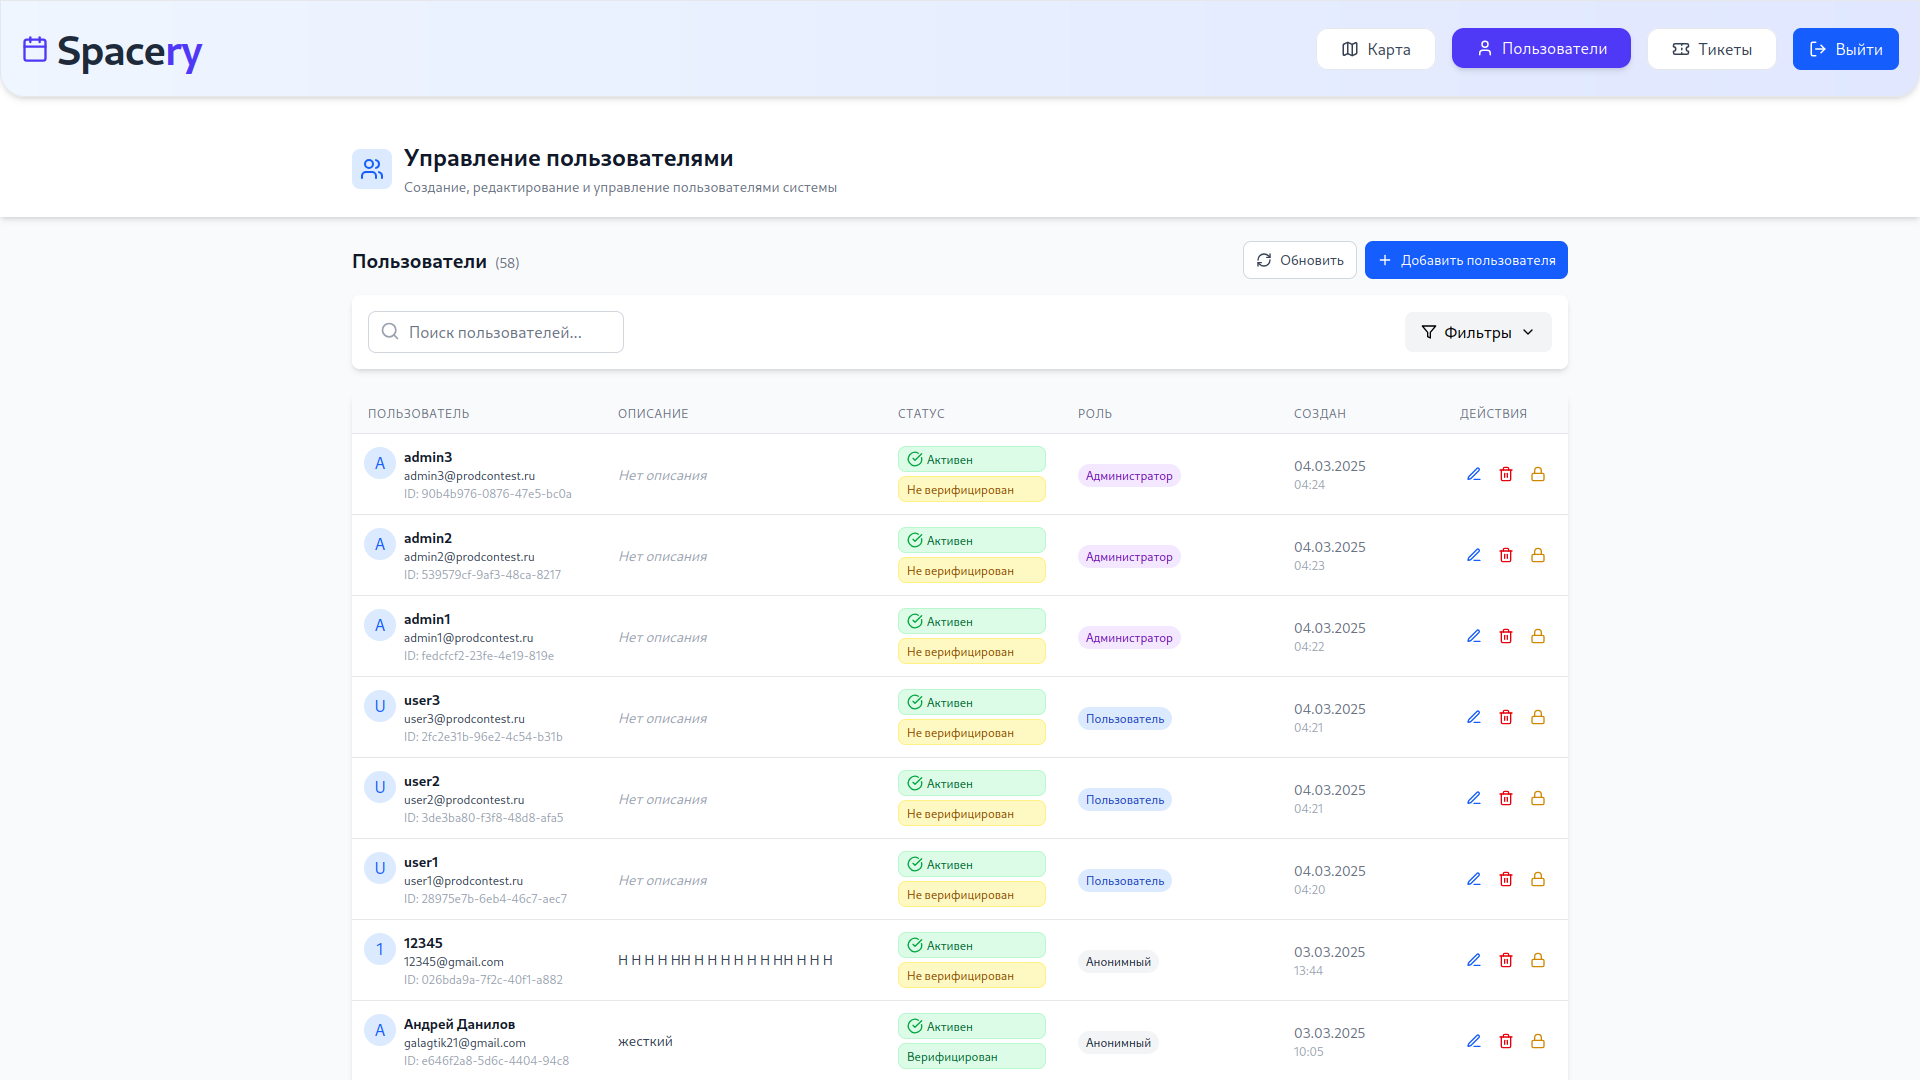 Spacery
Карта
Пользователи
Тикеты
Выйти
Управление пользователями
Создание, редактирование и управление пользователями системы
Пользователи (58)
Обновить
Добавить пользователя
Поиск пользователей...
Фильтры
ПОЛЬЗОВАТЕЛЬ ОПИСАНИЕ СТАТУС РОЛЬ СОЗДАН ДЕЙСТВИЯ
A
admin3
admin3@prodcontest.ru
ID: 90b4b976-0876-47e5-bc0a
Нет описания
Активен
Не верифицирован
Администратор
04.03.2025
04:24
A
admin2
admin2@prodcontest.ru
ID: 539579cf-9af3-48ca-8217
Нет описания
Активен
Не верифицирован
Администратор
04.03.2025
04:23
A
admin1
admin1@prodcontest.ru
ID: fedcfcf2-23fe-4e19-819e
Нет описания
Активен
Не верифицирован
Администратор
04.03.2025
04:22
U
user3
user3@prodcontest.ru
ID: 2fc2e31b-96e2-4c54-b31b
Нет описания
Активен
Не верифицирован
Пользователь
04.03.2025
04:21
U
user2
user2@prodcontest.ru
ID: 3de3ba80-f3f8-48d8-afa5
Нет описания
Активен
Не верифицирован
Пользователь
04.03.2025
04:21
U
user1
user1@prodcontest.ru
ID: 28975e7b-6eb4-46c7-aec7
Нет описания
Активен
Не верифицирован
Пользователь
04.03.2025
04:20
1
12345
12345@gmail.com
ID: 026bda9a-7f2c-40f1-a882
Н Н Н Н НН Н Н Н Н Н Н НН Н Н Н
Активен
Не верифицирован
Анонимный
03.03.2025
13:44
А
Андрей Данилов
galagtik21@gmail.com
ID: e646f2a8-5d6c-4404-94c8
жесткий
Активен
Верифицирован
Анонимный
03.03.2025
10:05